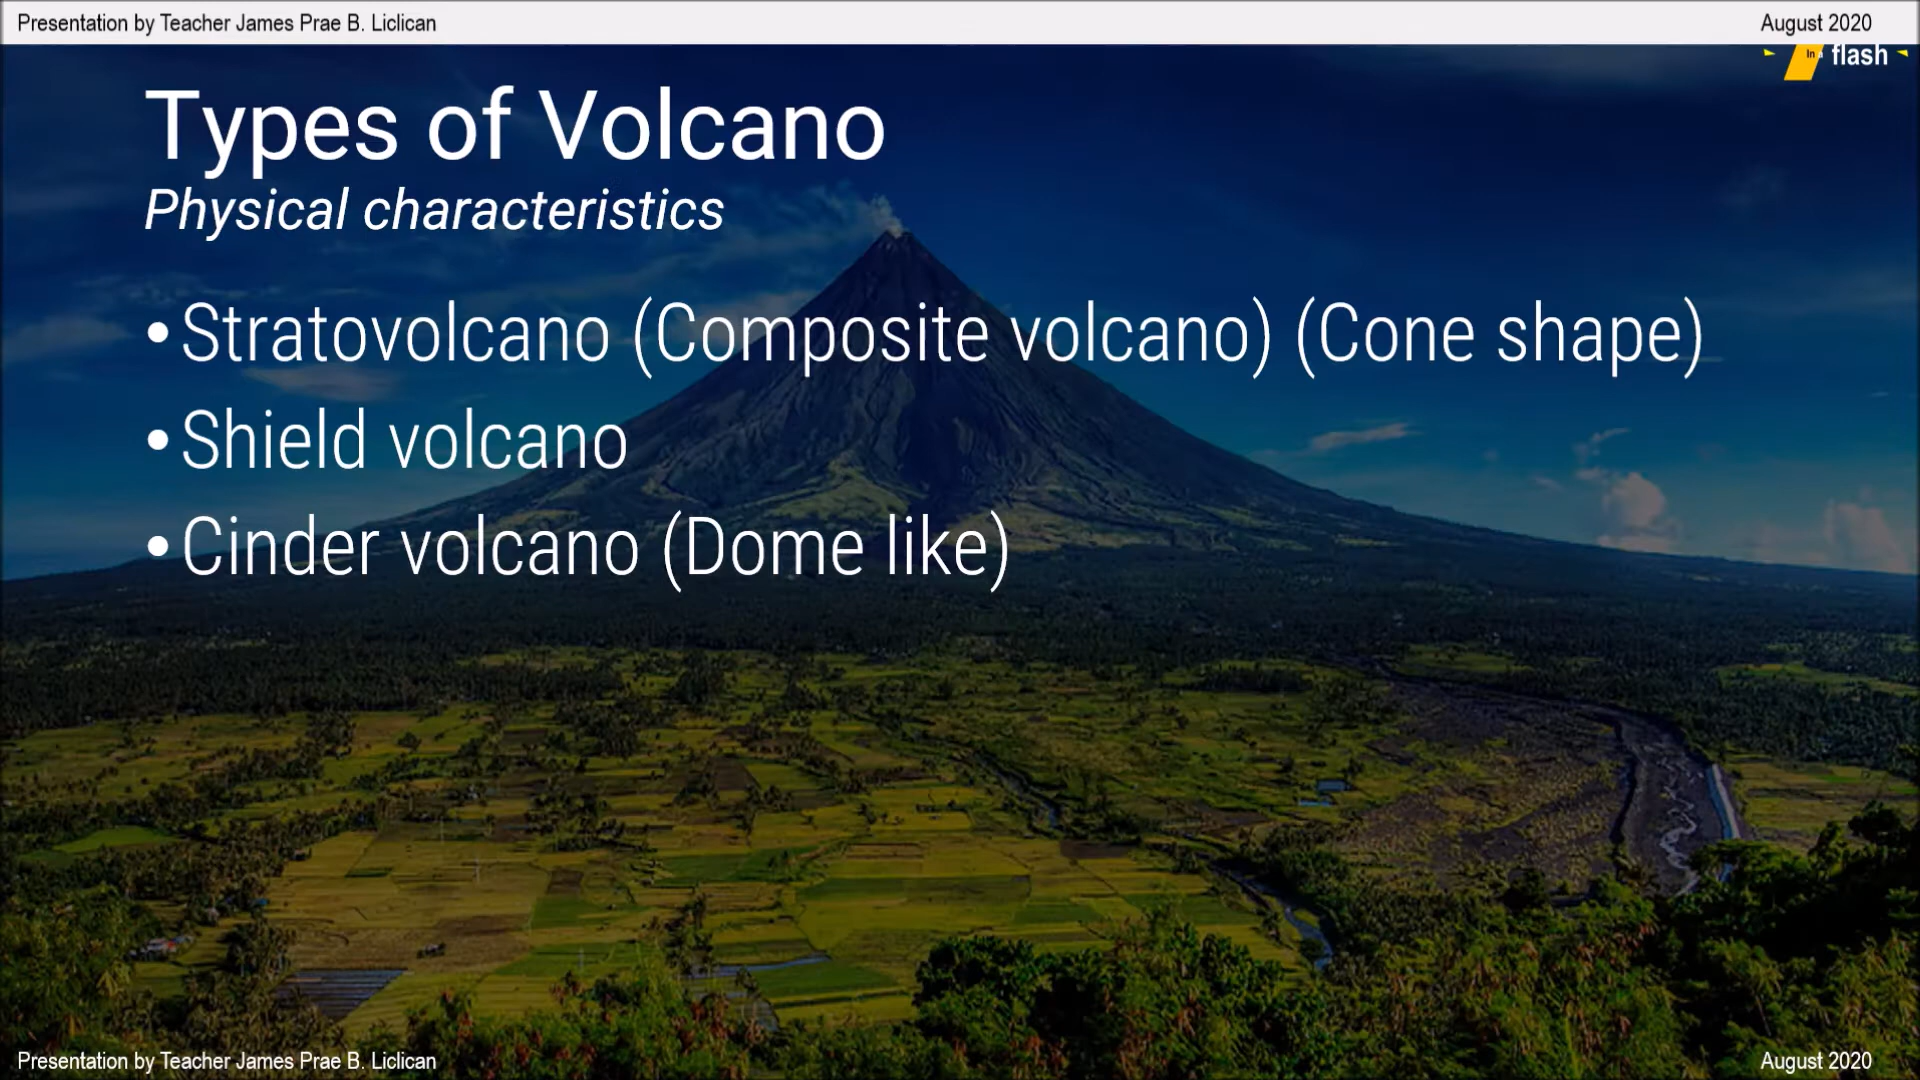 Presentation by Teacher James Prae B. Liclican August 2020
In flash
Types of Volcano
Physical characteristics
• Stratovolcano (Composite volcano) (Cone shape)
• Shield volcano
• Cinder volcano (Dome like)
Presentation by Teacher James Prae B. Liclican August 2020